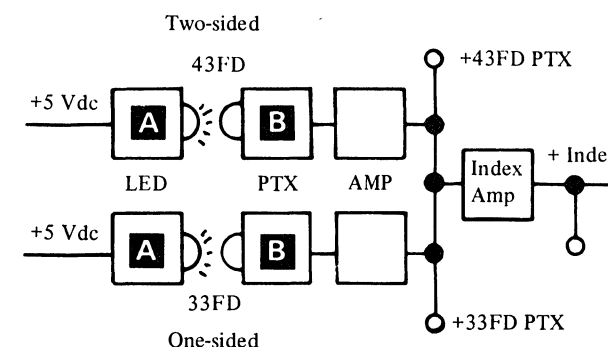 Two-sided
43FD
+43FD PTX
+5 Vdc
A
B
LED
PTX
AMP
Index
Amp
+ Inde
+5 Vdc
A
B
33FD
+33FD PTX
One-sided